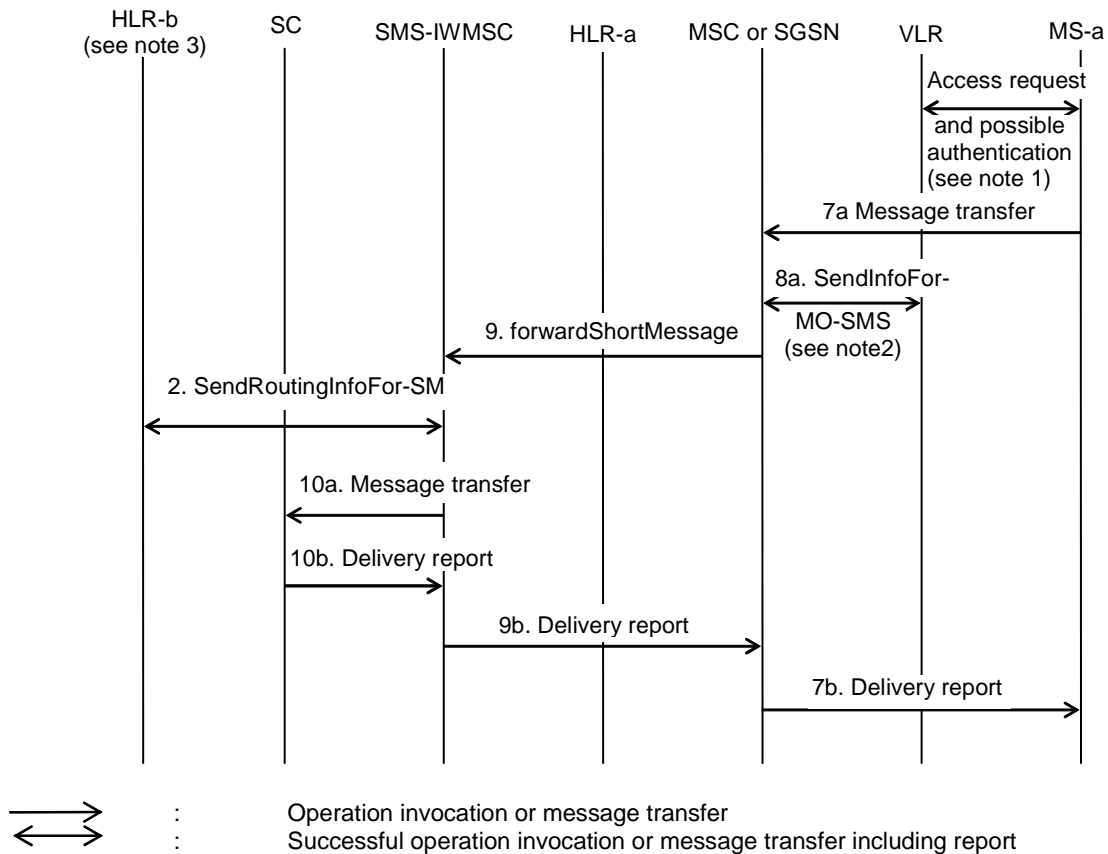 HLR-b
(see note 3)
SC
SMS-IWMSC
HLR-a
MSC or SGSN
VLR
MS-a
Access request
and possible
authentication
(see note 1)
7a Message transfer
8a. SendInfoFor-
MO-SMS
(see note2)
9. forwardShortMessage
2. SendRoutingInfoFor-SM
10a. Message transfer
10b. Delivery report
9b. Delivery report
7b. Delivery report
: Operation invocation or message transfer
: Successful operation invocation or message transfer including report